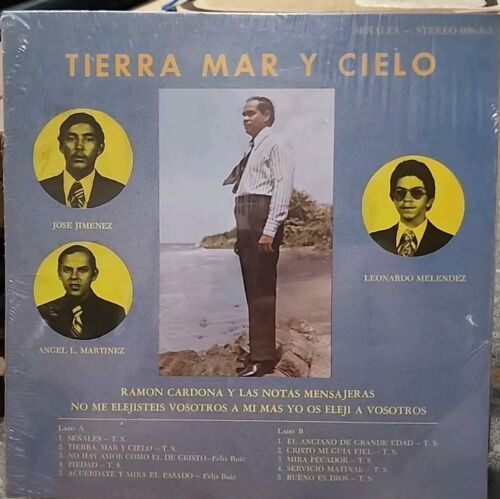 SEÑALES — STEREO 008-8-3
TIERRA MAR Y CIELO
JOSE JIMENEZ
LEONARDO MELENDEZ
ANGEL L. MARTINEZ
RAMON CARDONA Y LAS NOTAS MENSAJERAS
NO ME ELEJISTEIS VOSOTROS A MI MAS YO OS ELEJI A VOSOTROS
LADO A
1. SEÑALES—T. S.
2. TIERRA, MAR Y CIELO—T. S.
3. NO HAY AMOR COMO EL DE CRISTO—Felix Ruiz
4. PIEDAD—T. S.
5. ACUERDATE Y MIRA EL PASADO—Felix Ruiz
LADO B
1. EL ANCIANO DE GRANDE EDAD—T. S.
2. CRISTO MI GUIA FIEL—T. S.
3. MIRA PECADOR—T. S.
4. SERVICIO MATINAL—T. S.
5. BUENO ES DIOS—T. S.